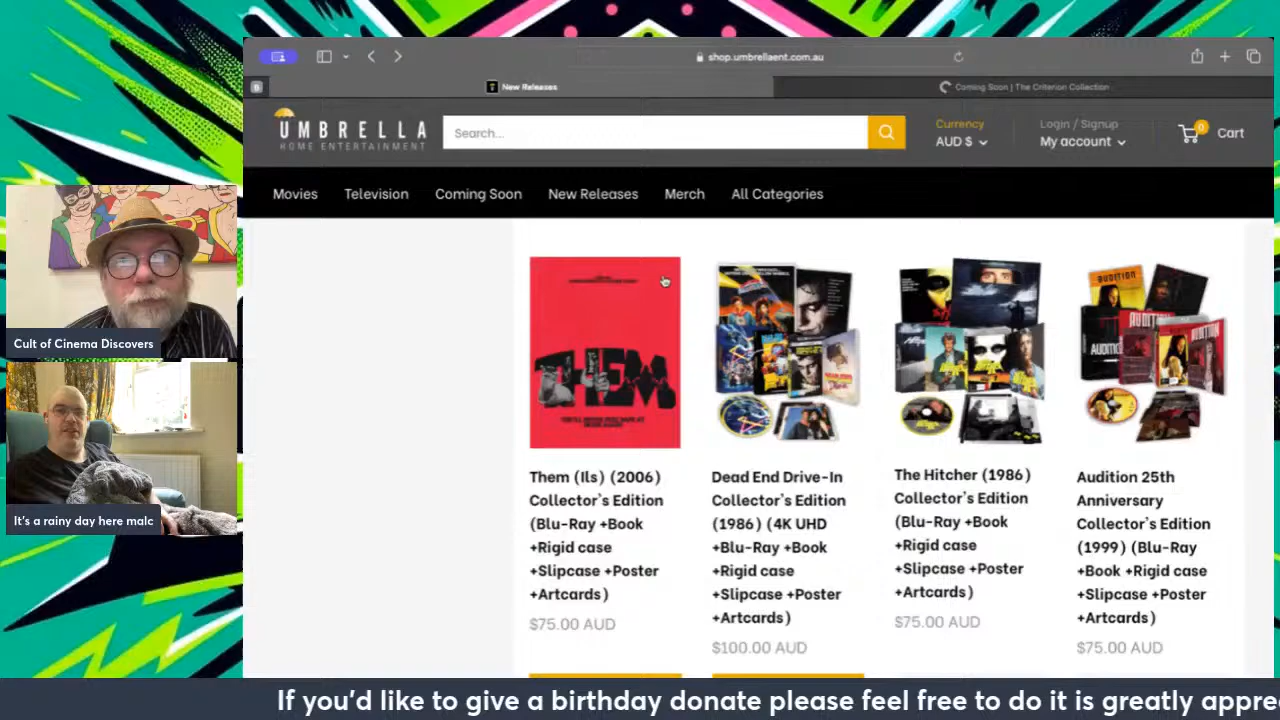 shop.umbrellaent.com.au
New Releases
Coming Soon | The Criterion Collection
UMBRELLA
HOME ENTERTAINMENT
Search...
Currency
AUD $
Login / Signup
My account
0
Cart
Movies
Television
Coming Soon
New Releases
Merch
All Categories
THEM
AUDITION
AUDITION
Them (Ils) (2006)
Collector's Edition
(Blu-Ray +Book
+Rigid case
+Slipcase +Poster
+Artcards)
$75.00 AUD
Dead End Drive-In
Collector's Edition
(1986) (4K UHD
+Blu-Ray +Book
+Rigid case
+Slipcase +Poster
+Artcards)
$100.00 AUD
The Hitcher (1986)
Collector's Edition
(Blu-Ray +Book
+Rigid case
+Slipcase +Poster
+Artcards)
$75.00 AUD
Audition 25th
Anniversary
Collector's Edition
(1999) (Blu-Ray
+Book +Rigid case
+Slipcase +Poster
+Artcards)
$75.00 AUD
Cult of Cinema Discovers
It's a rainy day here malc
If you'd like to give a birthday donate please feel free to do it is greatly appre